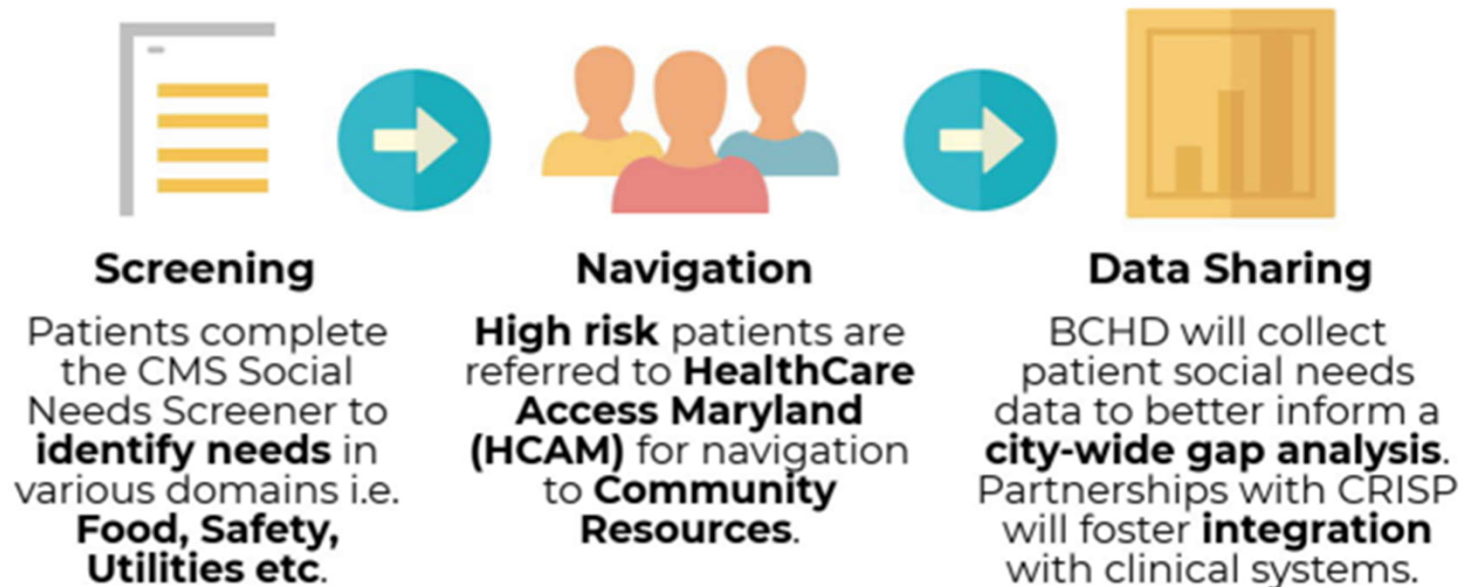 Screening
Patients complete
the CMS Social
Needs Screener to
identify needs in
various domains i.e.
Food, Safety,
Utilities etc.
Navigation
High risk patients are
referred to HealthCare
Access Maryland
(HCAM) for navigation
to Community
Resources.
Data Sharing
BCHD will collect
patient social needs
data to better inform a
city-wide gap analysis.
Partnerships with CRISP
will foster integration
with clinical systems.